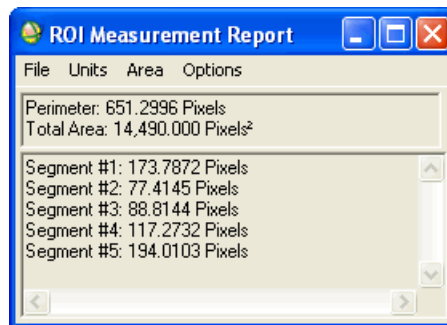 ROI Measurement Report
File Units Area Options
Perimeter: 651.2996 Pixels
Total Area: 14,490.000 Pixels²
Segment #1: 173.7872 Pixels
Segment #2: 77.4145 Pixels
Segment #3: 88.8144 Pixels
Segment #4: 117.2732 Pixels
Segment #5: 194.0103 Pixels